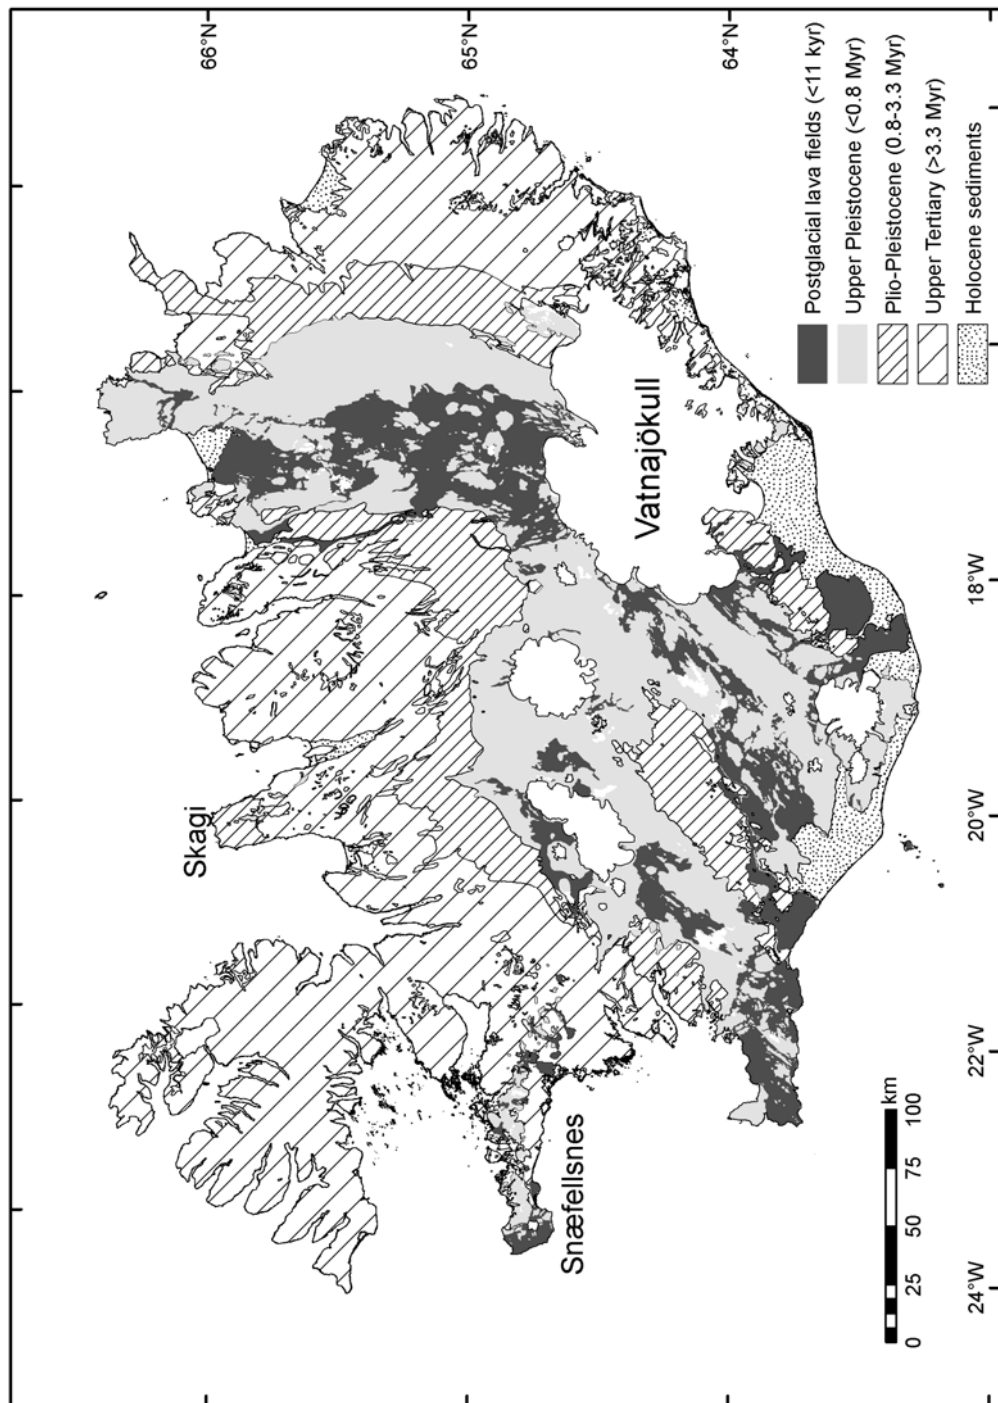 66°N
65°N
64°N
Skagi
Vatnajökull
Snæfellsnes
Postglacial lava fields (<11 kyr)
Upper Pleistocene (<0.8 Myr)
Plio-Pleistocene (0.8-3.3 Myr)
Upper Tertiary (>3.3 Myr)
Holocene sediments
24°W
22°W
20°W
18°W
km
0
25
50
75
100